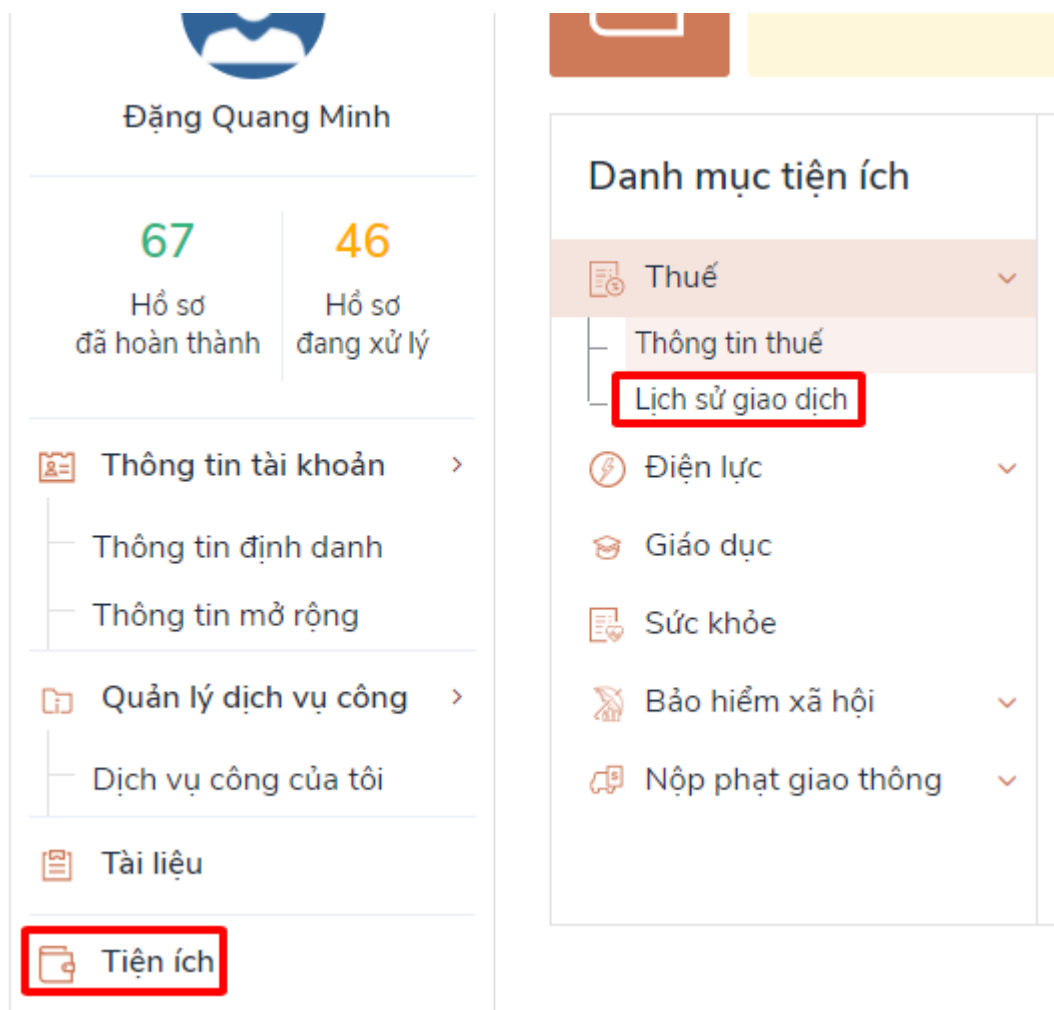 Đặng Quang Minh
67
Hồ sơ
đã hoàn thành
46
Hồ sơ
đang xử lý
Thông tin tài khoản
Thông tin định danh
Thông tin mở rộng
Quản lý dịch vụ công
Dịch vụ công của tôi
Tài liệu
Tiện ích
Danh mục tiện ích
Thuế
Thông tin thuế
Lịch sử giao dịch
Điện lực
Giáo dục
Sức khỏe
Bảo hiểm xã hội
Nộp phạt giao thông